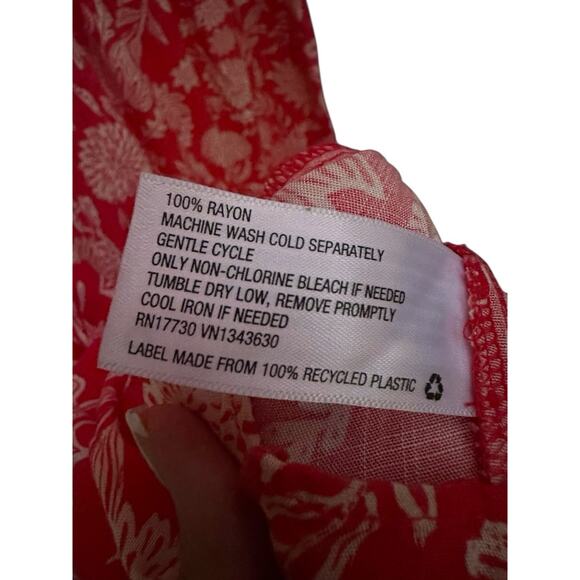 100% RAYON
MACHINE WASH COLD SEPARATELY
GENTLE CYCLE
ONLY NON-CHLORINE BLEACH IF NEEDED
TUMBLE DRY LOW, REMOVE PROMPTLY
COOL IRON IF NEEDED
RN17730 VN1343630
LABEL MADE FROM 100% RECYCLED PLASTIC